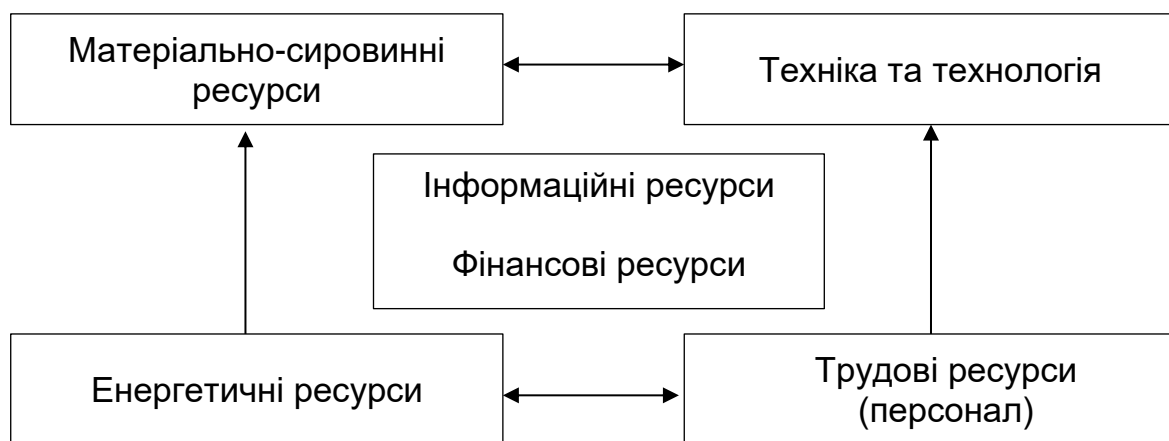 Матеріально-сировинні
ресурси
Техніка та технологія
Інформаційні ресурси
Фінансові ресурси
Енергетичні ресурси
Трудові ресурси
(персонал)